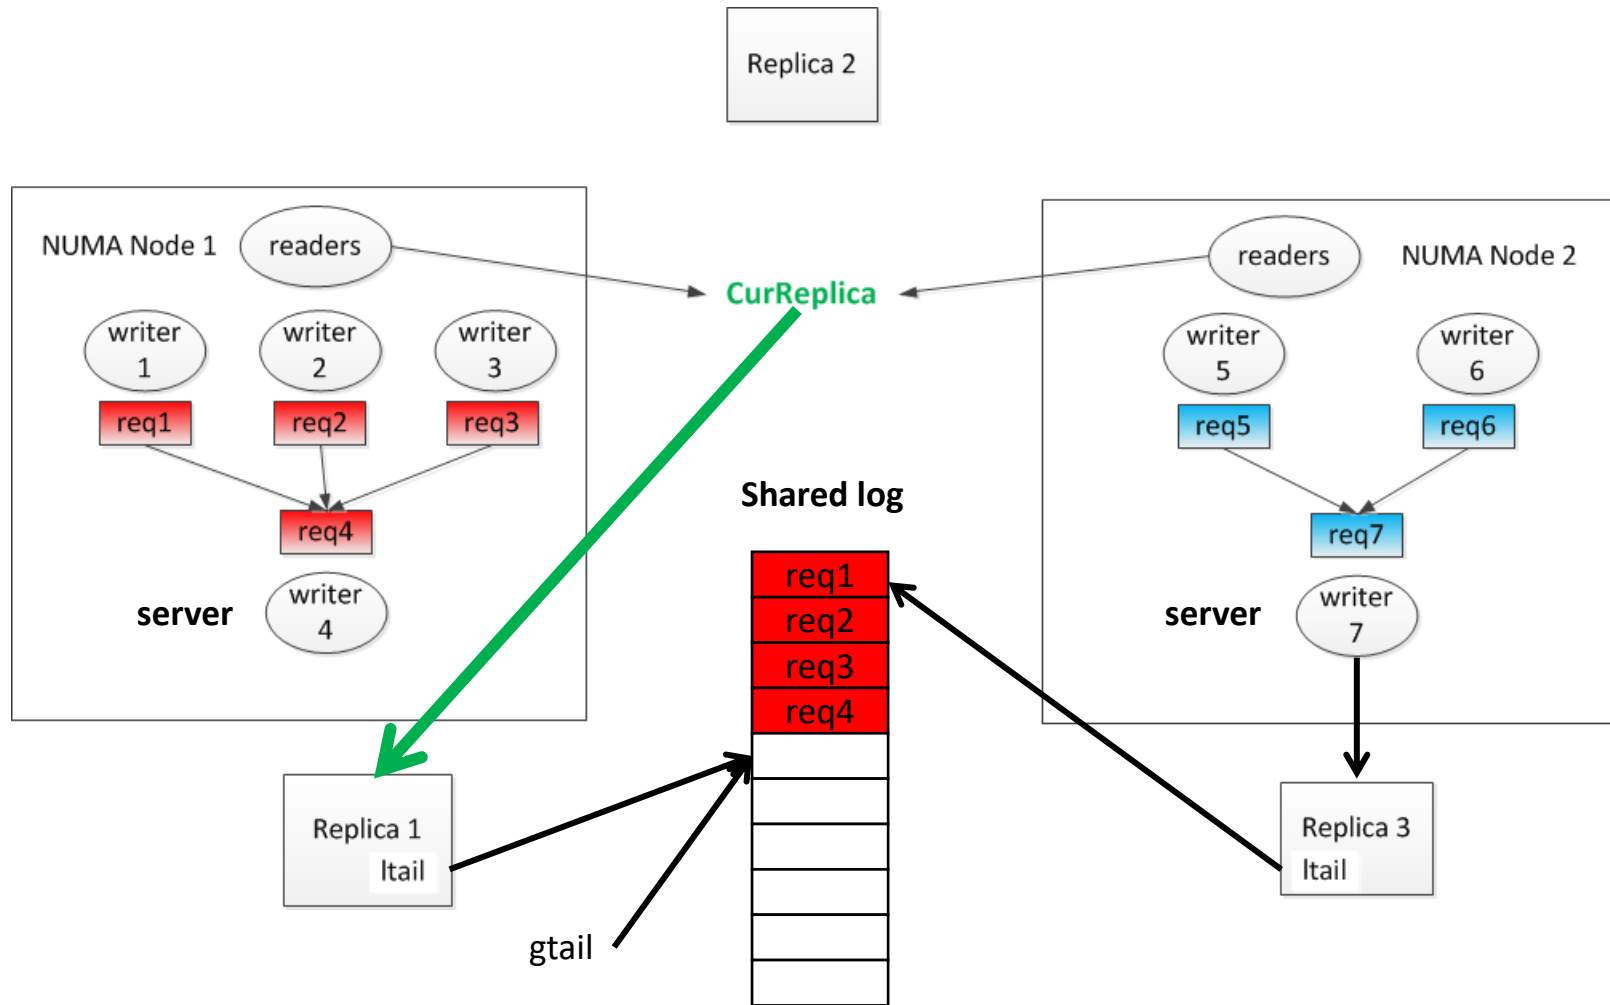 Replica 2
NUMA Node 1
readers
writer
1
writer
2
writer
3
req1
req2
req3
req4
server
writer
4
CurReplica
readers
NUMA Node 2
writer
5
writer
6
req5
req6
req7
server
writer
7
Shared log
req1
req2
req3
req4
Replica 1
ltail
gtail
Replica 3
ltail